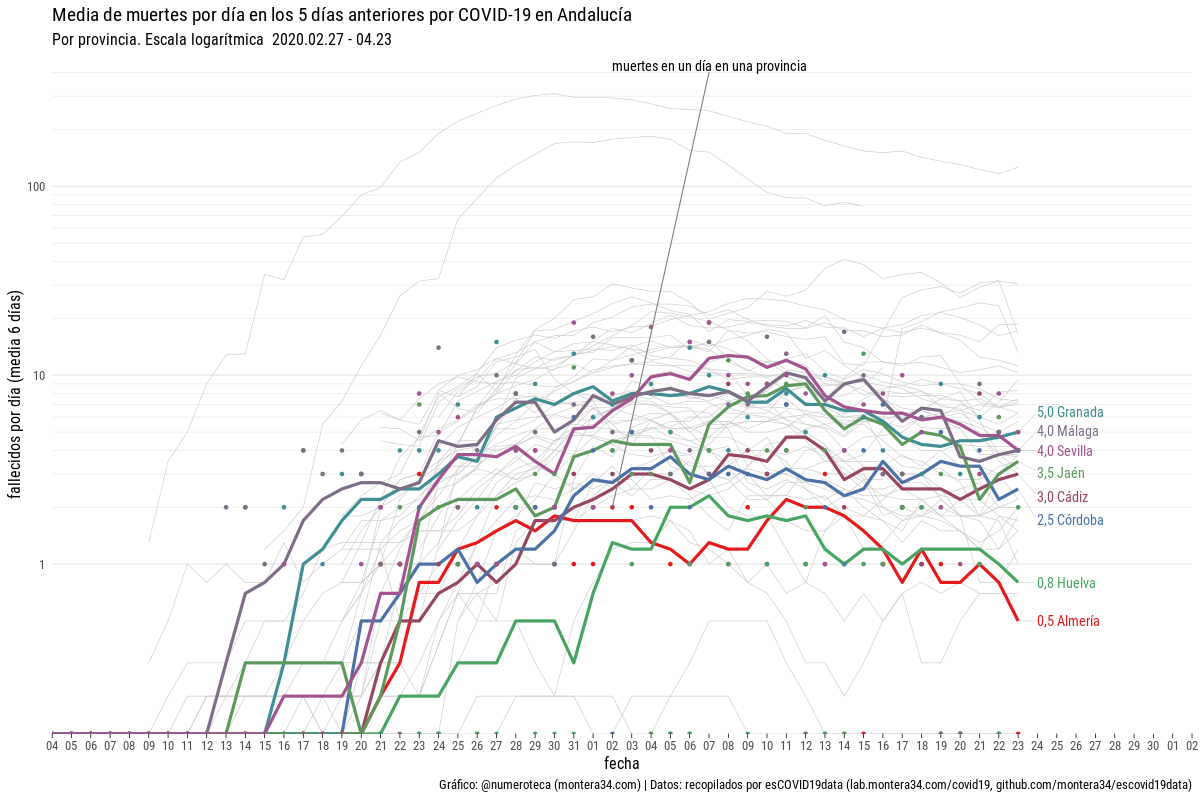 Media de muertes por día en los 5 días anteriores por COVID-19 en Andalucía
Por provincia. Escala logarítmica 2020.02.27 - 04.23
muertes en un día en una provincia
100
10
1
fallecidos por día (media 6 días)
5,0 Granada
4,0 Málaga
4,0 Sevilla
3,5 Jaén
3,0 Cádiz
2,5 Córdoba
0,8 Huelva
0,5 Almería
04 05 06 07 08 09 10 11 12 13 14 15 16 17 18 19 20 21 22 23 24 25 26 27 28 29 30 31 01 02 03 04 05 06 07 08 09 10 11 12 13 14 15 16 17 18 19 20 21 22 23 24 25 26 27 28 29 30 01 02
fecha
Gráfico: @numeroteca (montera34.com) | Datos: recopilados por esCOVID19data (lab.montera34.com/covid19, github.com/montera34/escovid19data)